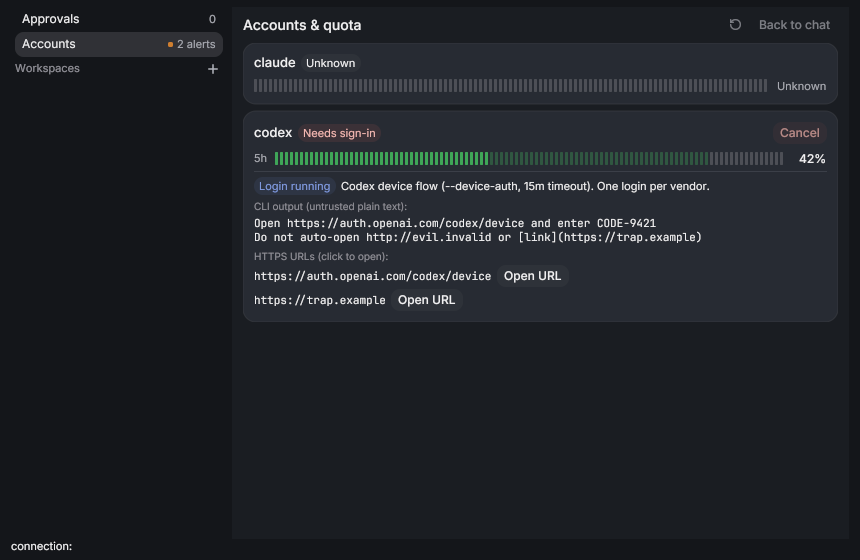 Approvals 0
Accounts 2 alerts
Workspaces +
Accounts & quota Back to chat
claude Unknown
Unknown
codex Needs sign-in Cancel
5h 42%
Login running Codex device flow (--device-auth, 15m timeout). One login per vendor.
CLI output (untrusted plain text):
Open https://auth.openai.com/codex/device and enter CODE-9421
Do not auto-open http://evil.invalid or [link](https://trap.example)
HTTPS URLs (click to open):
https://auth.openai.com/codex/device Open URL
https://trap.example Open URL
connection: